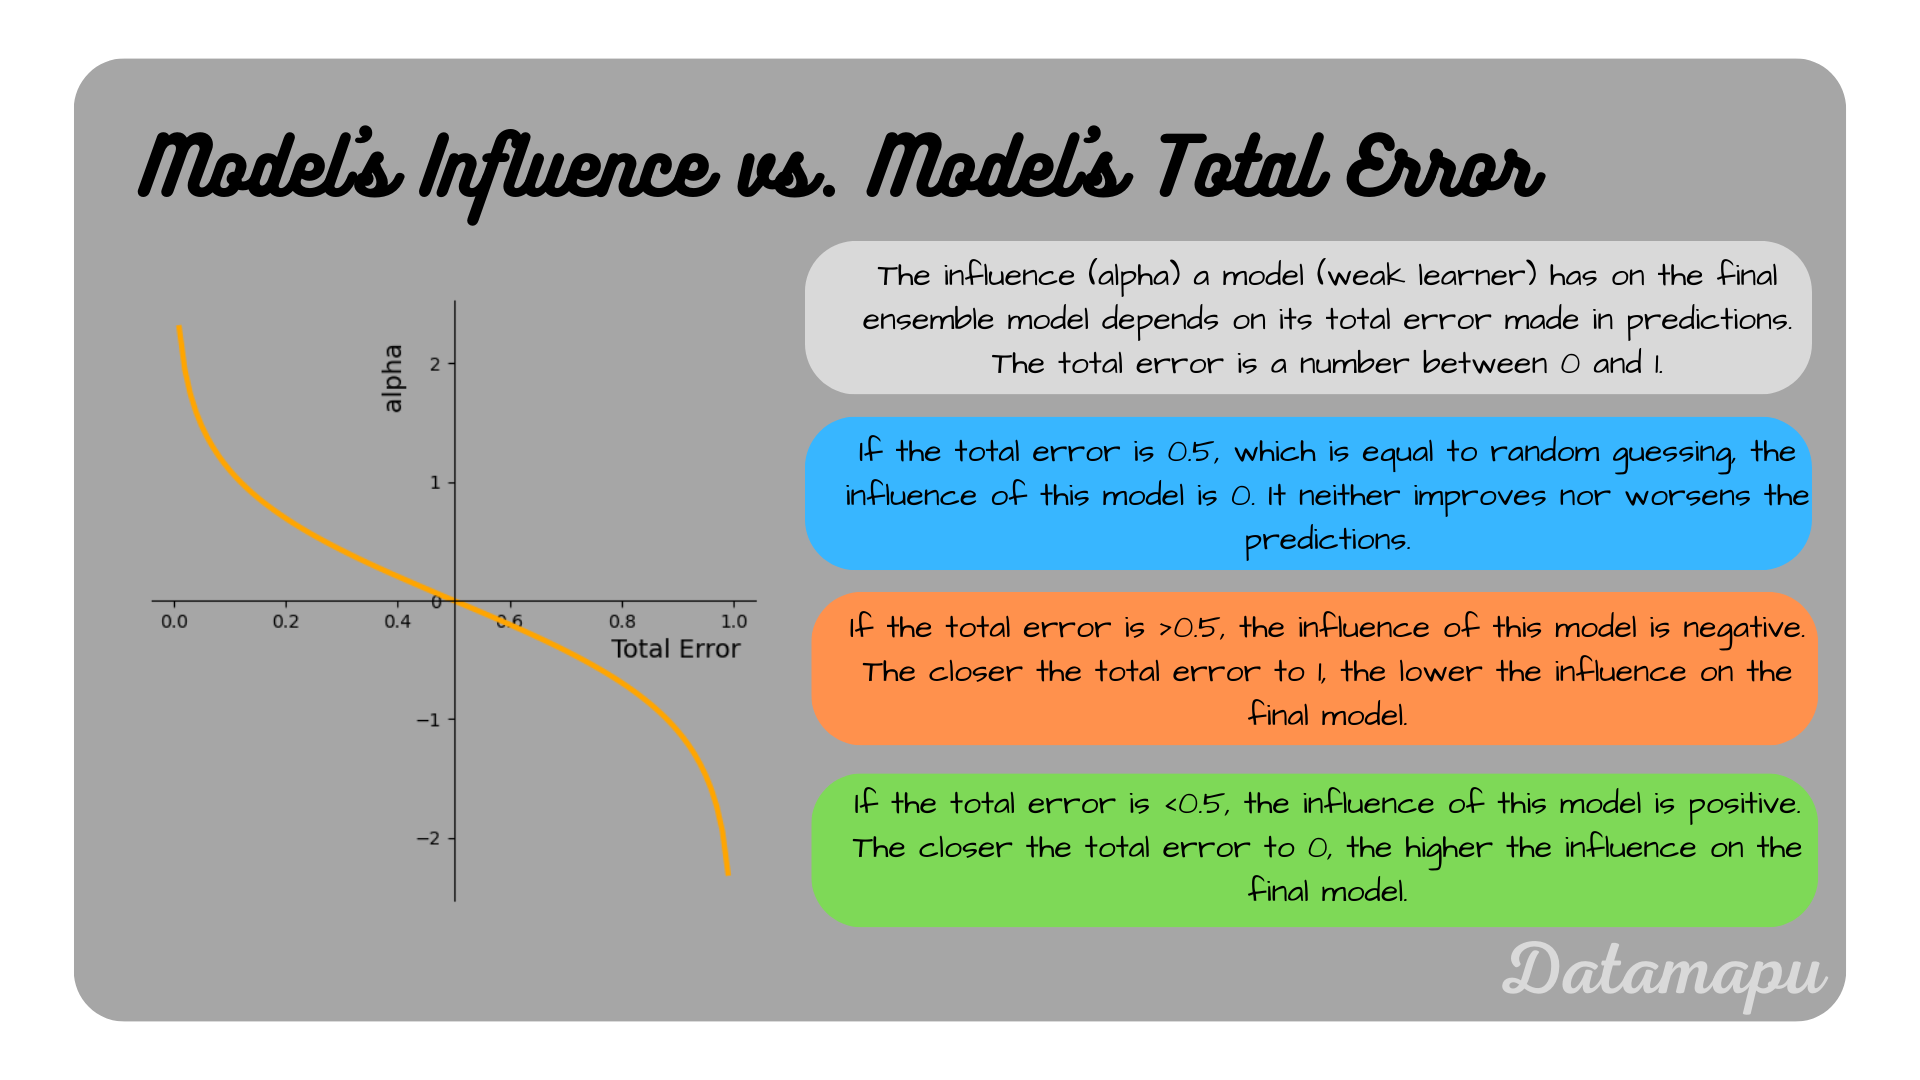 Model's Influence vs. Model's Total Error
alpha
2
1
0
-1
-2
0.0 0.2 0.4 0.6 0.8 1.0
Total Error
The influence (alpha) a model (weak learner) has on the final
ensemble model depends on its total error made in predictions.
The total error is a number between 0 and 1.
If the total error is 0.5, which is equal to random guessing, the
influence of this model is 0. It neither improves nor worsens the
predictions.
If the total error is >0.5, the influence of this model is negative.
The closer the total error to 1, the lower the influence on the
final model.
If the total error is <0.5, the influence of this model is positive.
The closer the total error to 0, the higher the influence on the
final model.
Datamapu